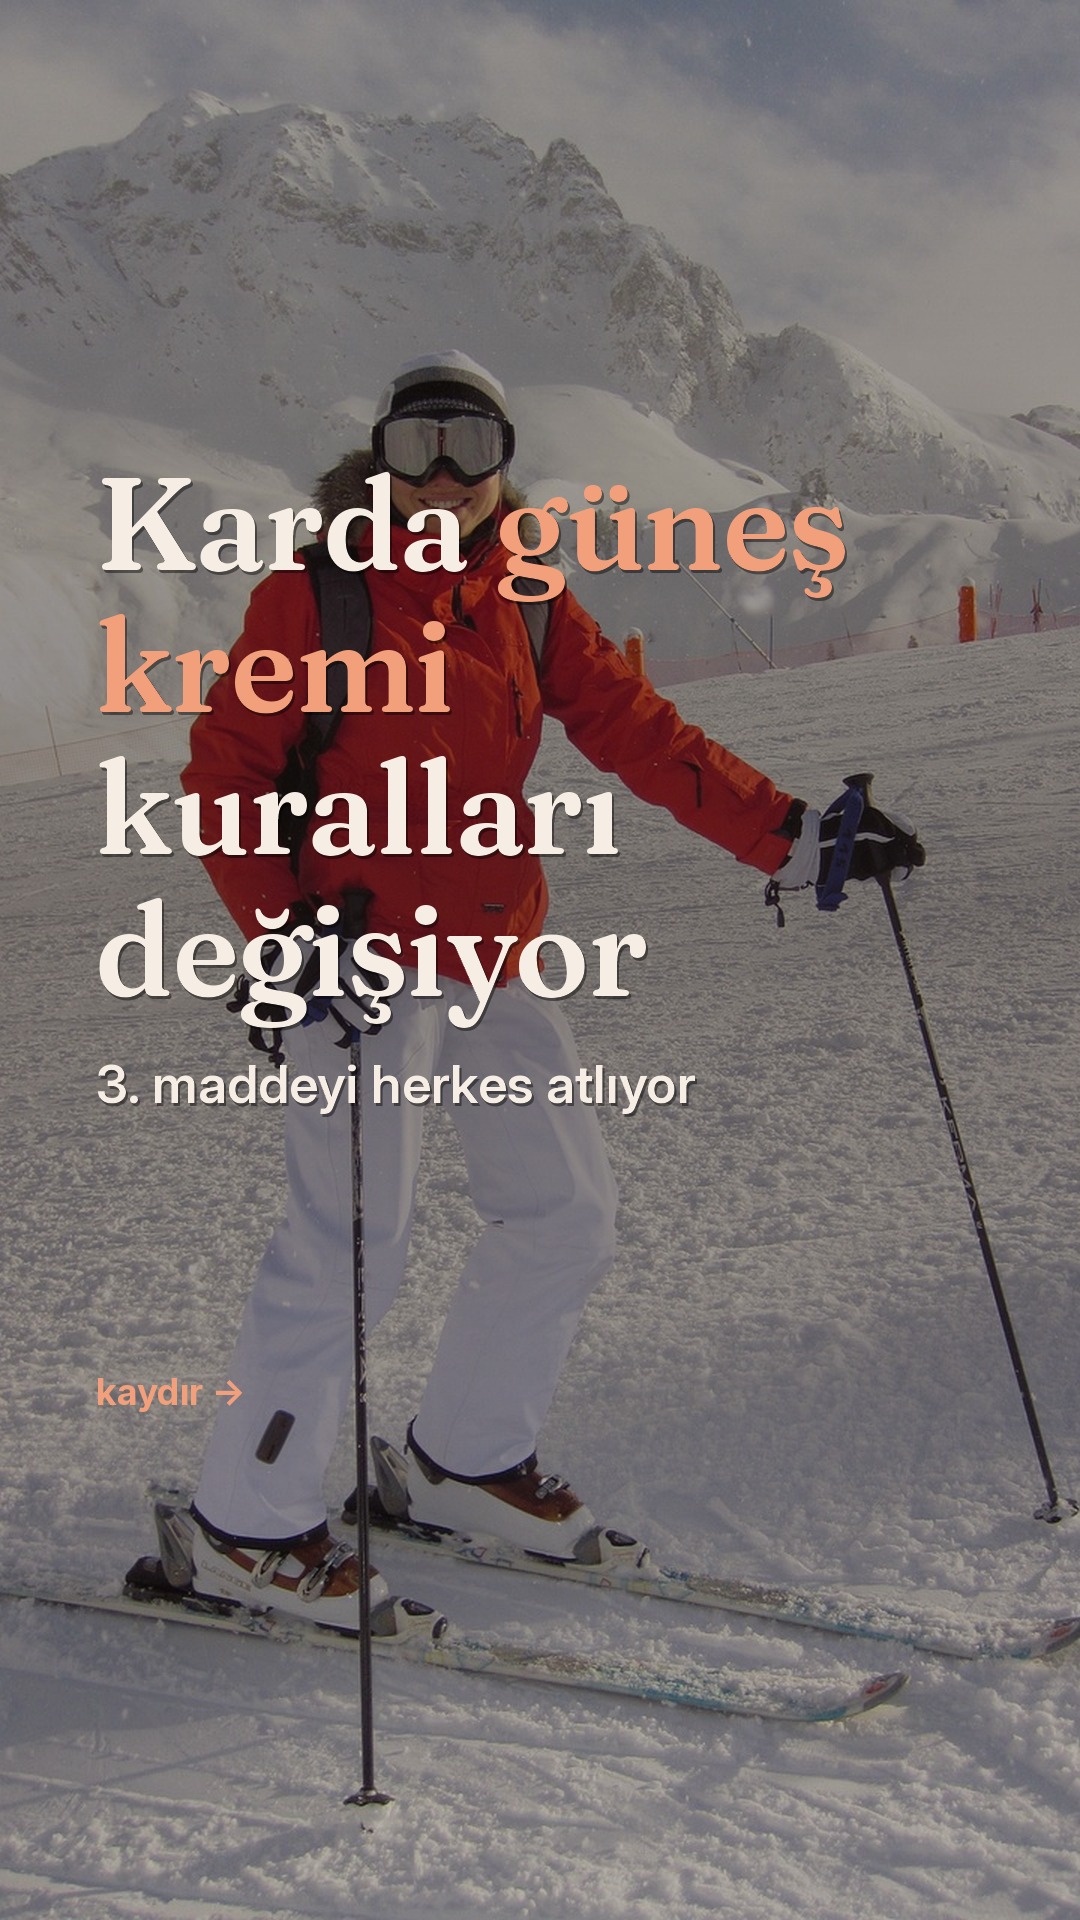 Karda güneş
kremi
kuralları
değişiyor
3. maddeyi herkes atlıyor
kaydır →